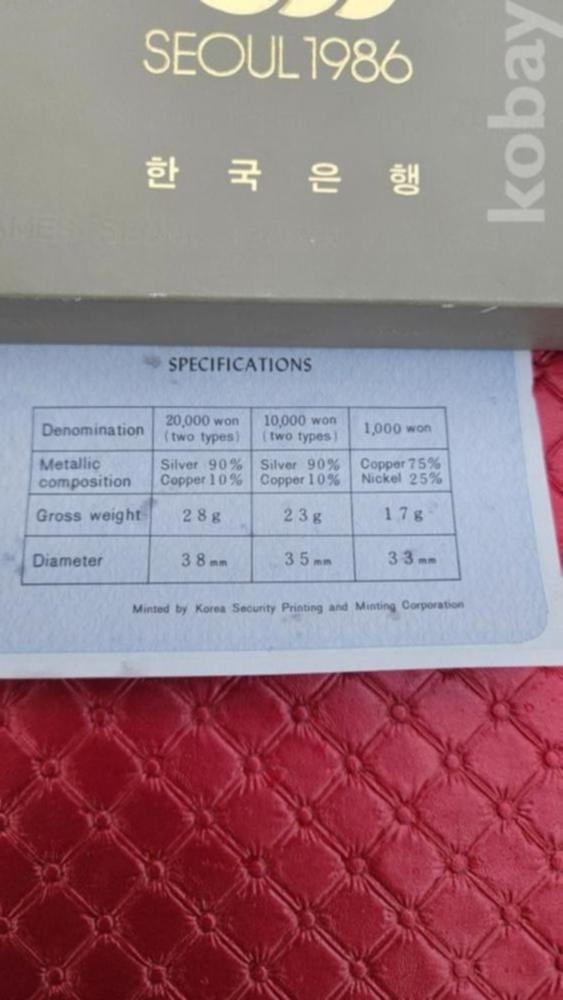 SEOUL 1986
한국은행
kobay
SPECIFICATIONS
Denomination 20,000 won (two types) 10,000 won (two types) 1,000 won
Metallic composition Silver 90% Copper 10% Silver 90% Copper 10% Copper 75% Nickel 25%
Gross weight 28g 23g 17g
Diameter 38mm 35mm 33mm
Minted by Korea Security Printing and Minting Corporation